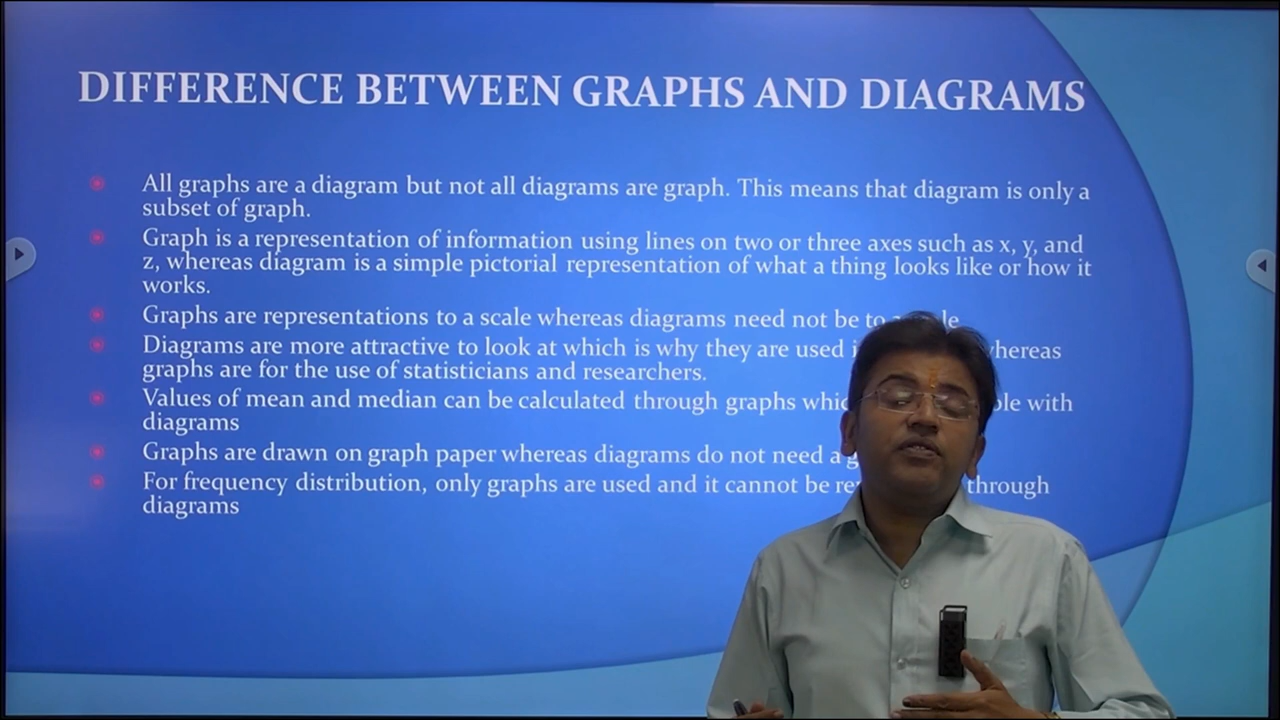 DIFFERENCE BETWEEN GRAPHS AND DIAGRAMS
All graphs are a diagram but not all diagrams are graph. This means that diagram is only a
subset of graph.
Graph is a representation of information using lines on two or three axes such as x, y, and
z, whereas diagram is a simple pictorial representation of what a thing looks like or how it
works.
Graphs are representations to a scale whereas diagrams need not be to
Diagrams are more attractive to look at which is why they are used whereas
graphs are for the use of statisticians and researchers.
Values of mean and median can be calculated through graphs with
diagrams
Graphs are drawn on graph paper whereas diagrams do not need a
For frequency distribution, only graphs are used and it cannot be through
diagrams